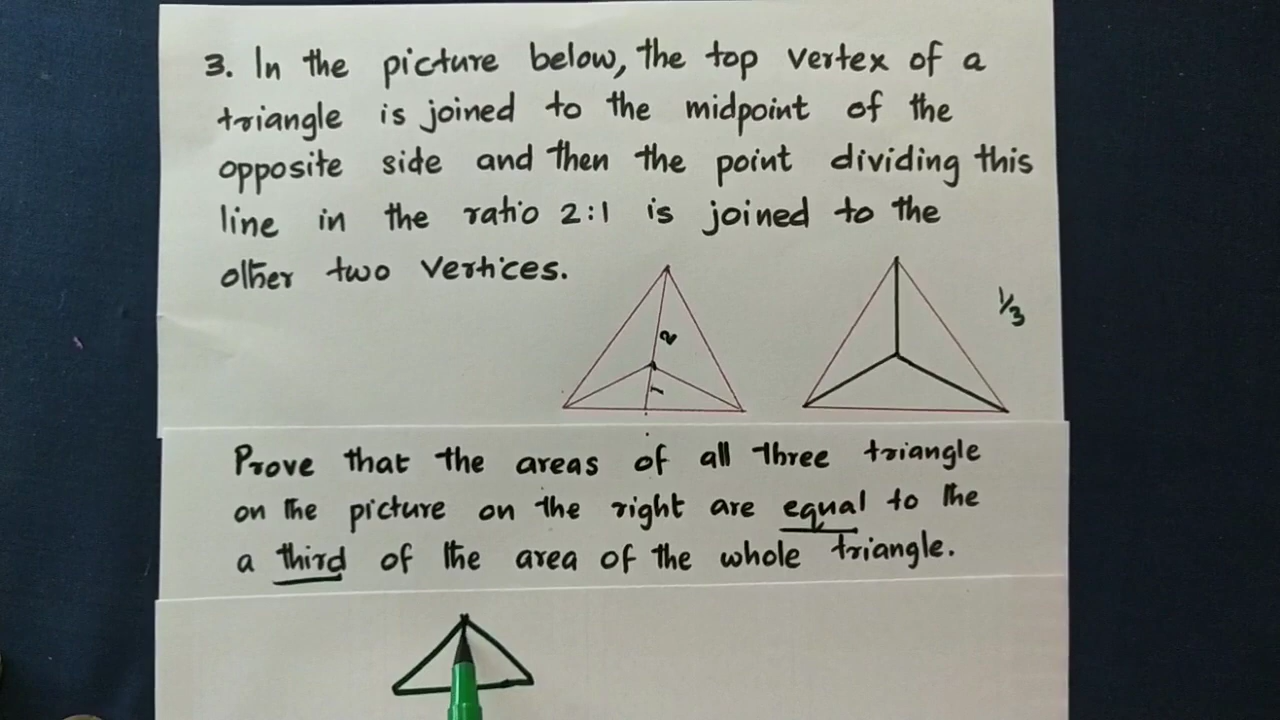 3. In the picture below, the top vertex of a
triangle is joined to the midpoint of the
opposite side and then the point dividing this
line in the ratio 2:1 is joined to the
other two vertices.
2
1
1/3
Prove that the areas of all three triangle
on the picture on the right are equal to the
a third of the area of the whole triangle.